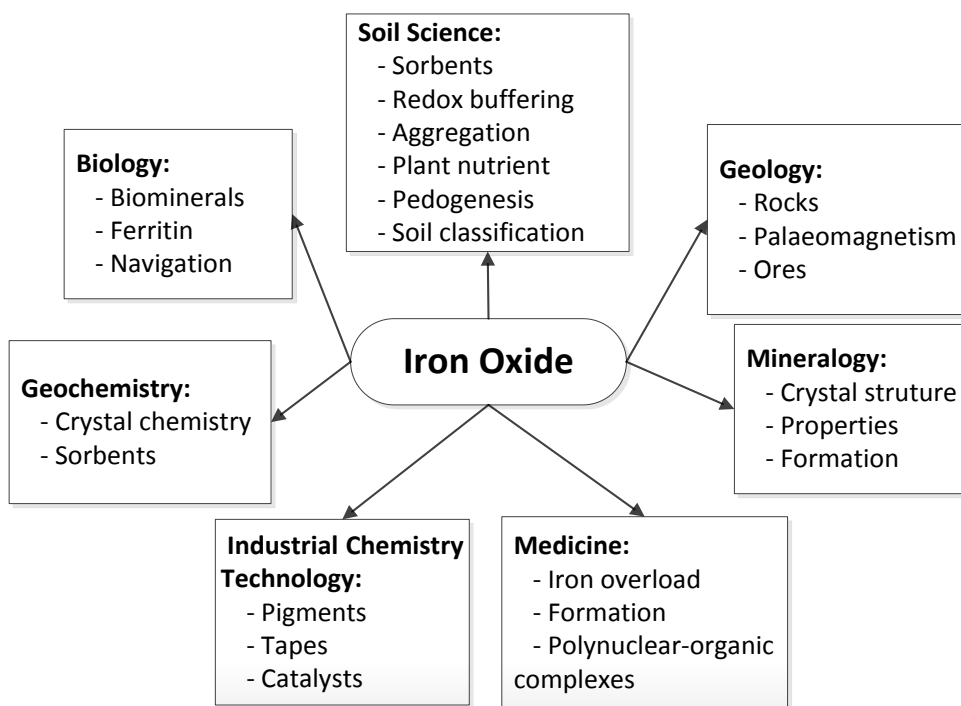 Soil Science:
- Sorbents
- Redox buffering
- Aggregation
- Plant nutrient
- Pedogenesis
- Soil classification
Biology:
- Biominerals
- Ferritin
- Navigation
Geology:
- Rocks
- Palaeomagnetism
- Ores
Iron Oxide
Geochemistry:
- Crystal chemistry
- Sorbents
Mineralogy:
- Crystal struture
- Properties
- Formation
Industrial Chemistry
Technology:
- Pigments
- Tapes
- Catalysts
Medicine:
- Iron overload
- Formation
- Polynuclear-organic
complexes